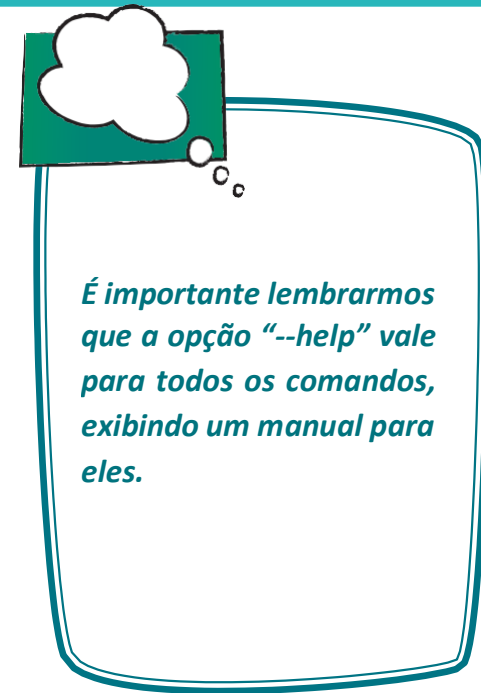 É importante lembrarmos
que a opção “--help” vale
para todos os comandos,
exibindo um manual para
eles.